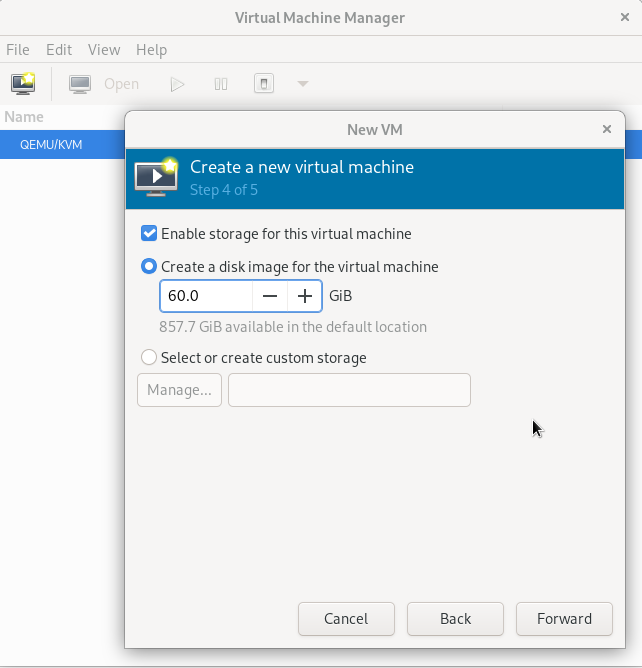 Virtual Machine Manager
File Edit View Help
Open
Name
QEMU/KVM
New VM
Create a new virtual machine
Step 4 of 5
Enable storage for this virtual machine
Create a disk image for the virtual machine
60.0 GiB
857.7 GiB available in the default location
Select or create custom storage
Manage...
Cancel Back Forward